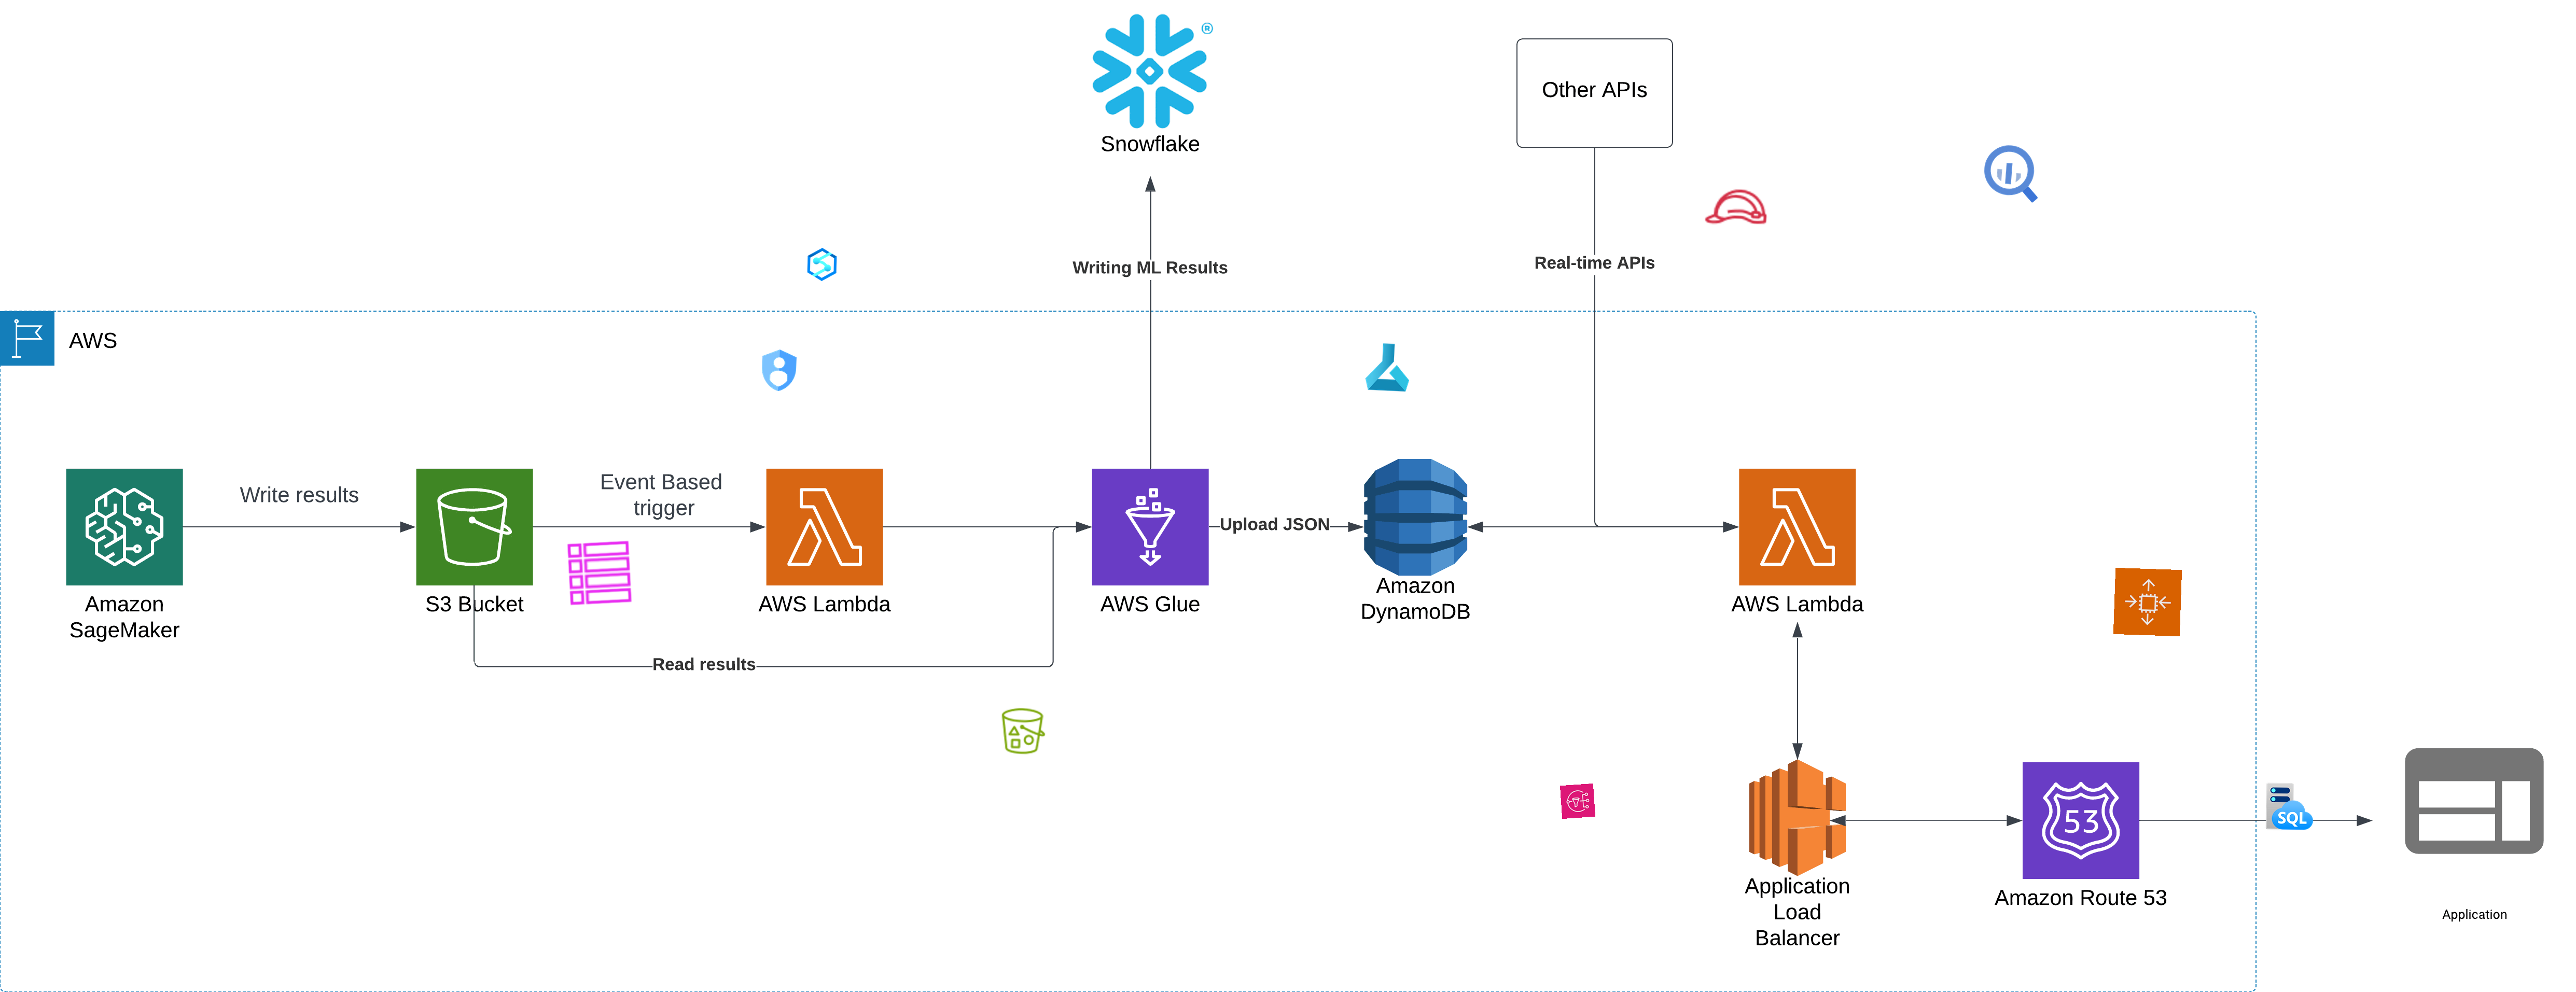 ®
Snowflake
Other APIs
Writing ML Results
Real-time APIs
AWS
Write results
Event Based
trigger
Upload JSON
Amazon
SageMaker
S3 Bucket
AWS Lambda
AWS Glue
Amazon
DynamoDB
AWS Lambda
Read results
53
SQL
Application
Load
Balancer
Amazon Route 53
Application